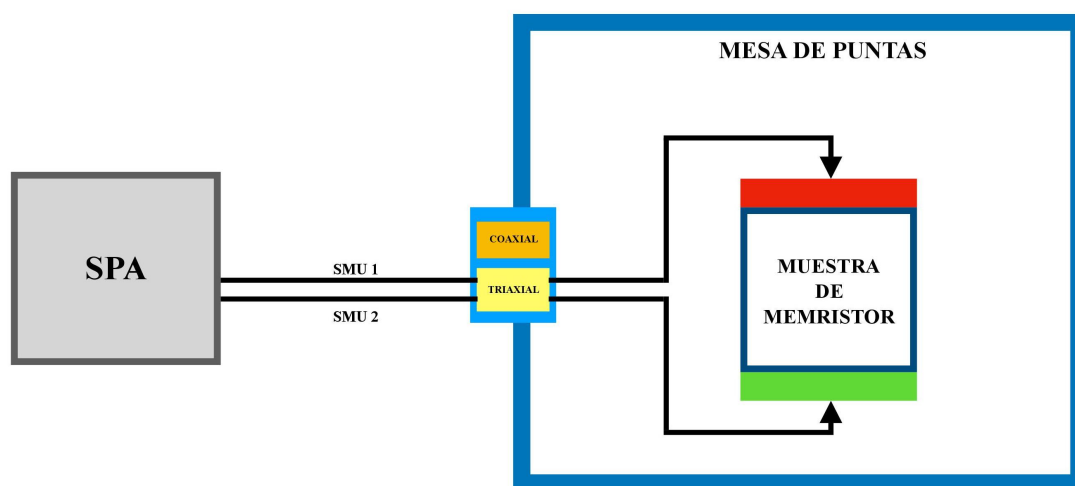 MESA DE PUNTAS
SPA
SMU 1
SMU 2
COAXIAL
TRIAXIAL
MUESTRA
DE
MEMRISTOR